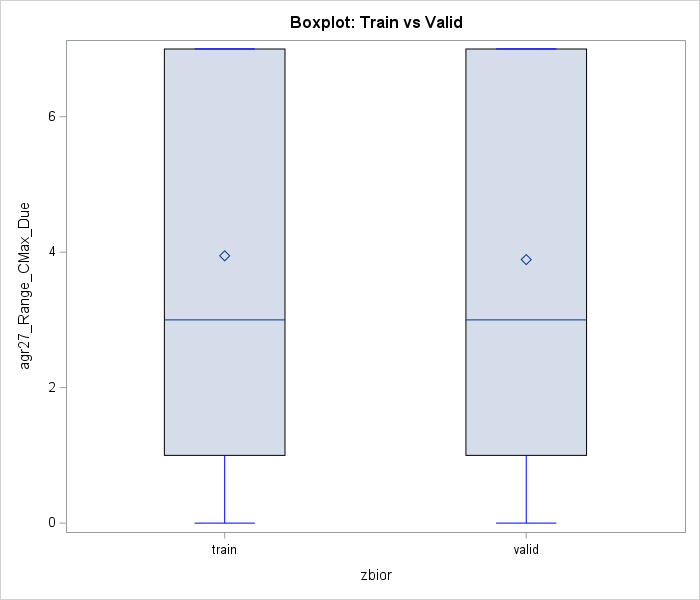 Boxplot: Train vs Valid
agr27_Range_CMax_Due
6
4
2
0
train valid
zbior